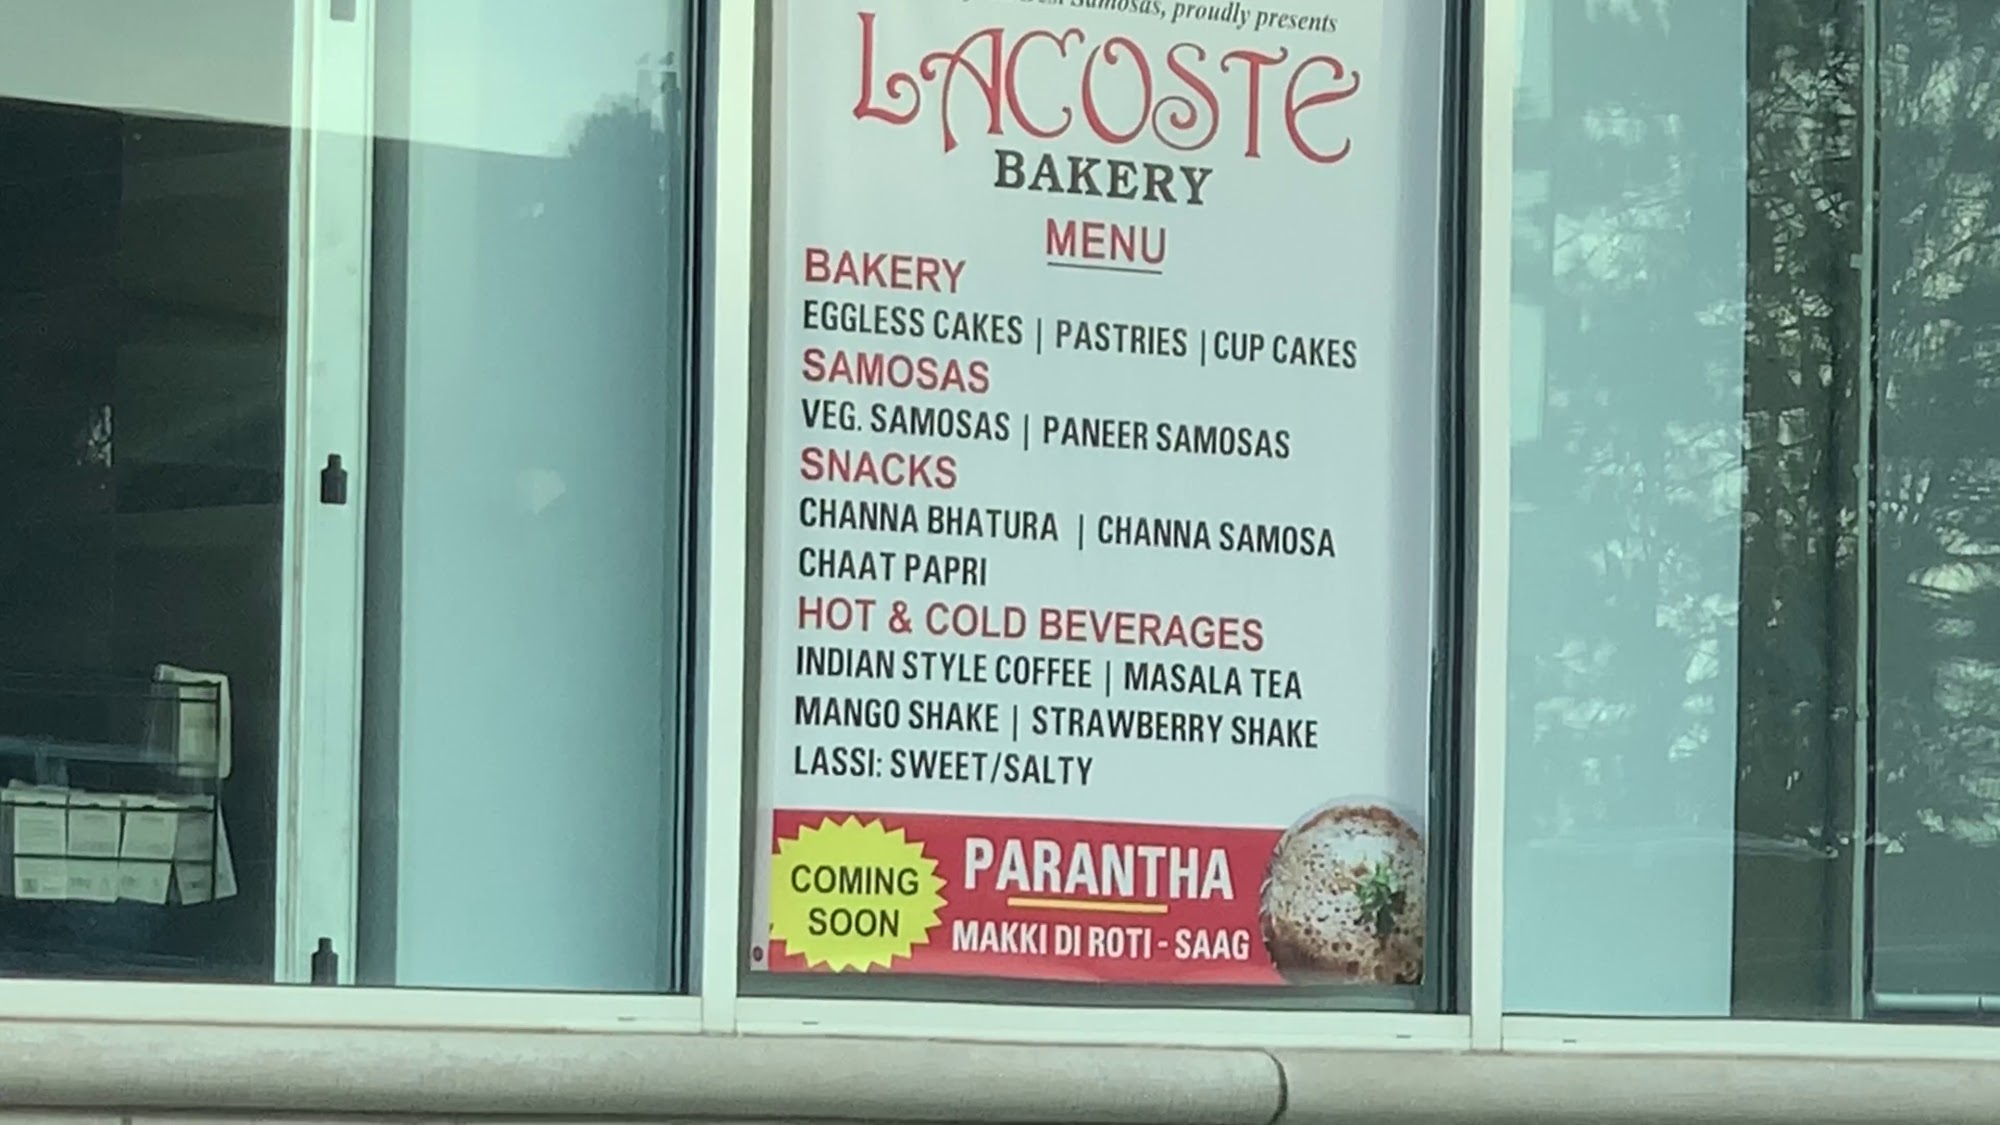 Samosas, proudly presents
LACOSTE
BAKERY
MENU
BAKERY
EGGLESS CAKES | PASTRIES | CUP CAKES
SAMOSAS
VEG. SAMOSAS | PANEER SAMOSAS
SNACKS
CHANNA BHATURA | CHANNA SAMOSA
CHAAT PAPRI
HOT & COLD BEVERAGES
INDIAN STYLE COFFEE | MASALA TEA
MANGO SHAKE | STRAWBERRY SHAKE
LASSI: SWEET/SALTY
COMING
SOON
PARANTHA
MAKKI DI ROTI - SAAG